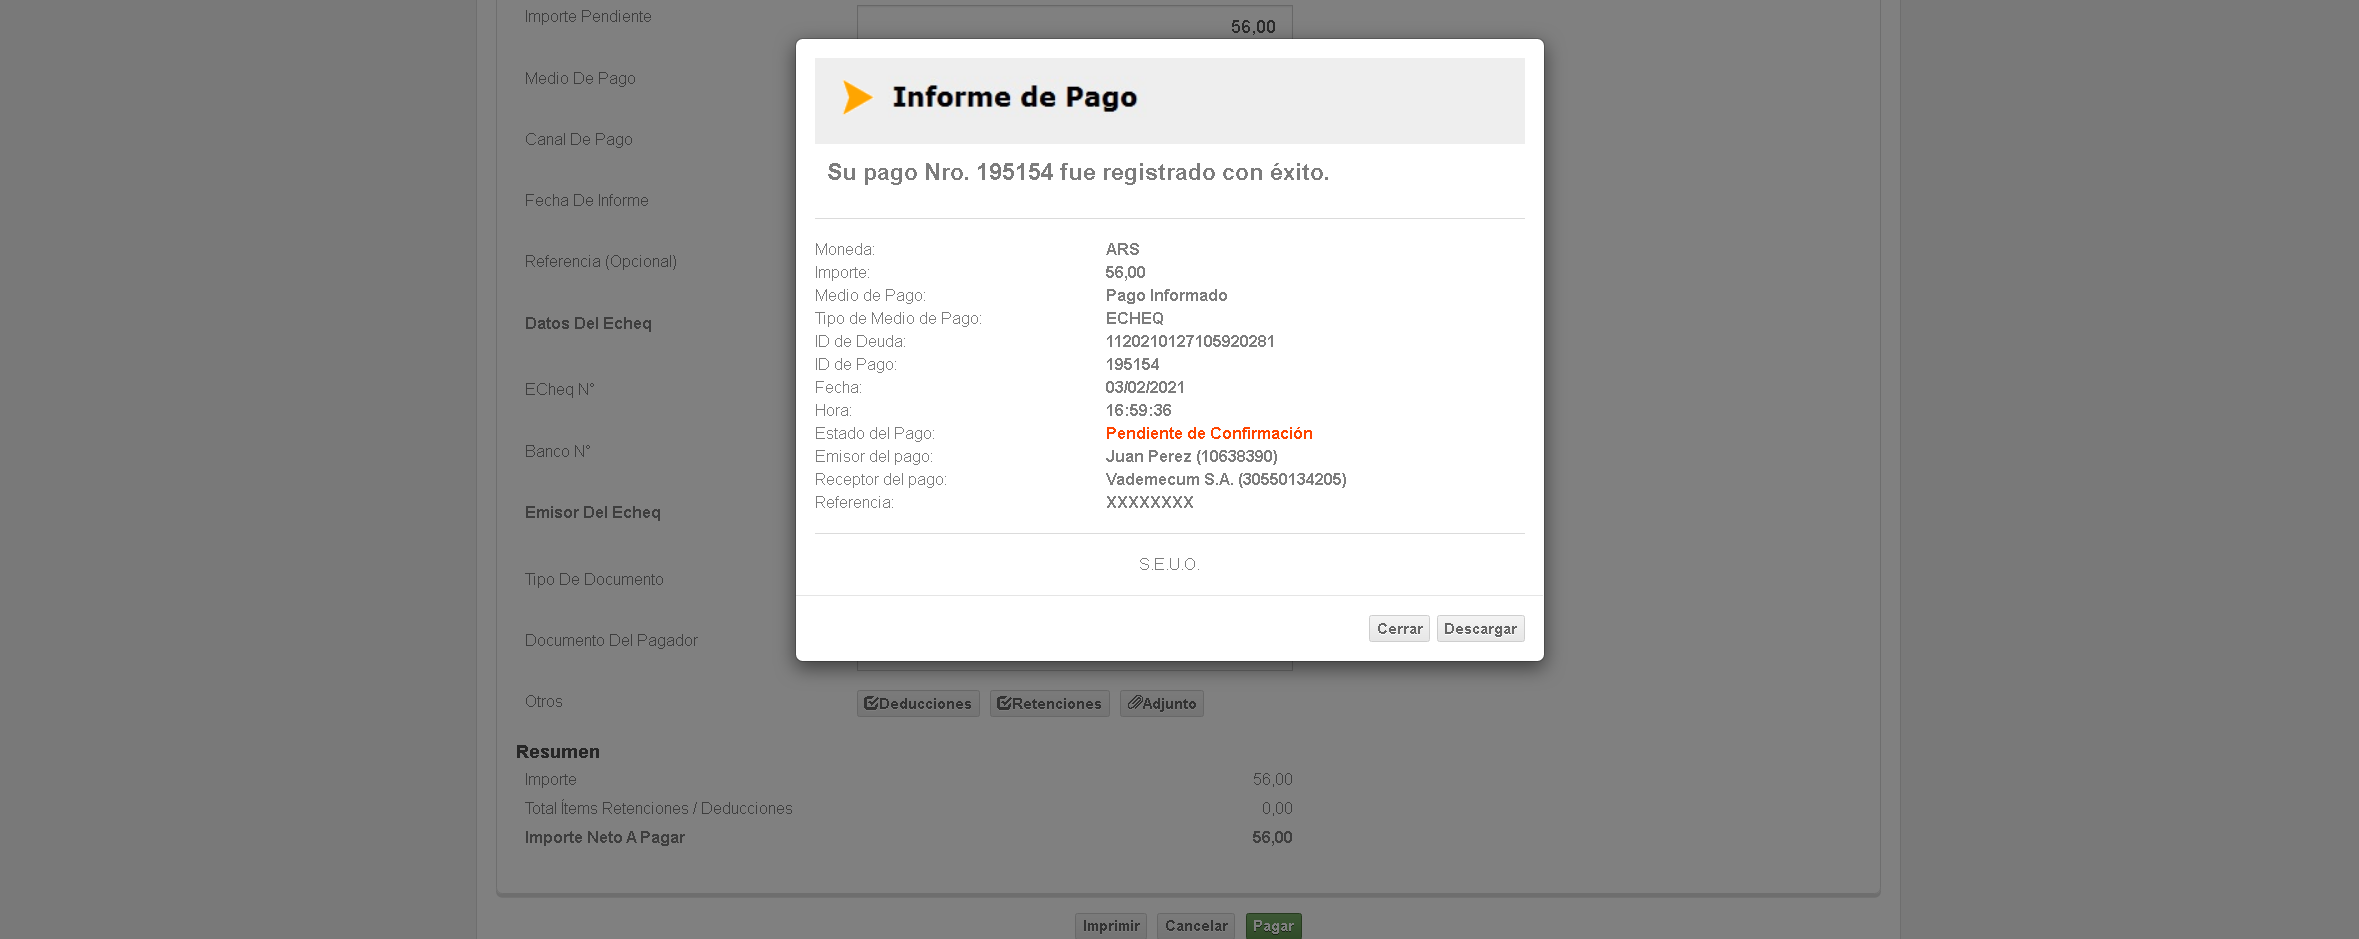 Importe Pendiente
56,00
Medio De Pago
Canal De Pago
Fecha De Informe
Referencia (Opcional)
Datos Del Echeq
ECheq N°
Banco N°
Emisor Del Echeq
Tipo De Documento
Documento Del Pagador
Informe de Pago
Su pago Nro. 195154 fue registrado con éxito.
Moneda: ARS
Importe: 56,00
Medio de Pago: Pago Informado
Tipo de Medio de Pago: ECHEQ
ID de Deuda: 1120210127105920281
ID de Pago: 195154
Fecha: 03/02/2021
Hora: 16:59:36
Estado del Pago: Pendiente de Confirmación
Emisor del pago: Juan Perez (10638390)
Receptor del pago: Vademecum S.A. (30550134205)
Referencia: XXXXXXXX
S.E.U.O.
Cerrar Descargar
Otros Deducciones Retenciones Adjunto
Resumen
Importe 56,00
Total Ítems Retenciones / Deducciones 0,00
Importe Neto A Pagar 56,00
Imprimir Cancelar Pagar